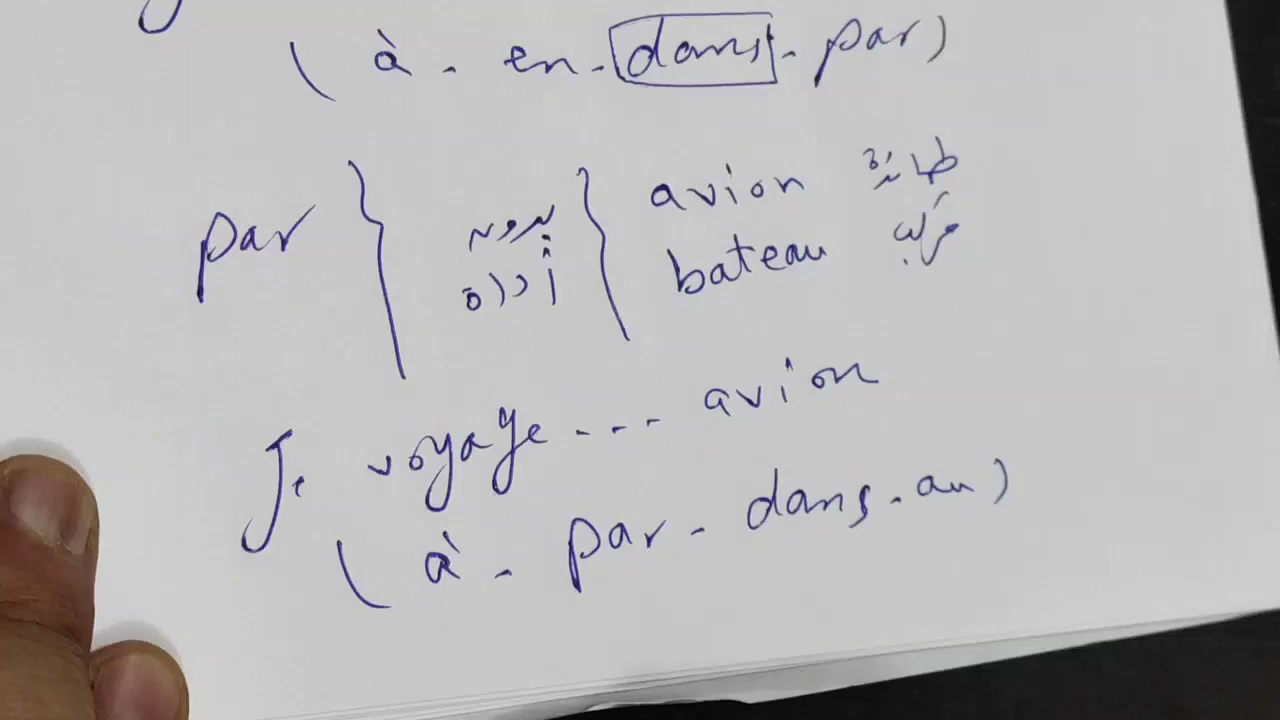 ( à - en - dans - par)
par } بدون } avion طائرة
أداة bateau مركب
Je voyage .... avion
( à - par - dans - au)